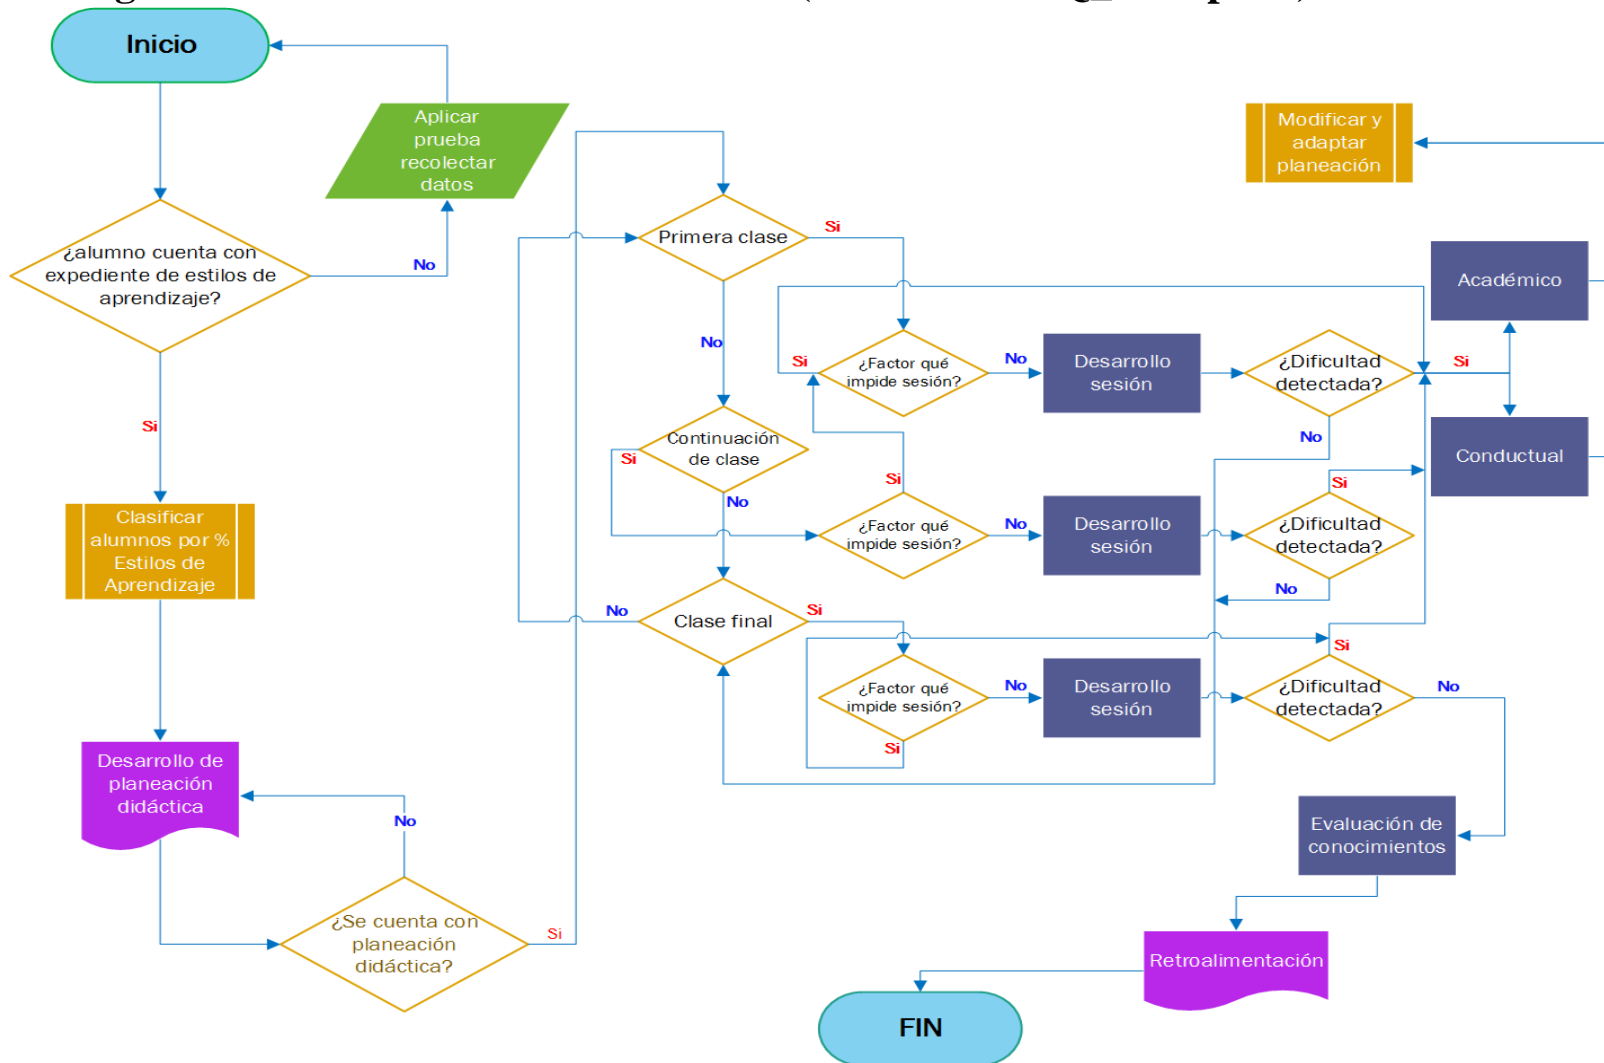 Inicio
Aplicar
prueba
recolectar
datos
¿alumno cuenta con
expediente de estilos de
aprendizaje?
No
Si
Clasificar
alumnos por %
Estilos de
Aprendizaje
Desarrollo de
planeación
didáctica
No
¿Se cuenta con
planeación
didáctica?
Si
Primera clase
Si
No
¿Factor qué
impide sesión?
Si
No
Desarrollo
sesión
¿Dificultad
detectada?
Si
No
Continuación
de clase
Si
No
¿Factor qué
impide sesión?
Si
No
Desarrollo
sesión
¿Dificultad
detectada?
Si
No
Clase final
No
Si
¿Factor qué
impide sesión?
Si
No
Desarrollo
sesión
¿Dificultad
detectada?
Si
No
Modificar y
adaptar
planeación
Académico
Conductual
Evaluación de
conocimientos
Retroalimentación
FIN